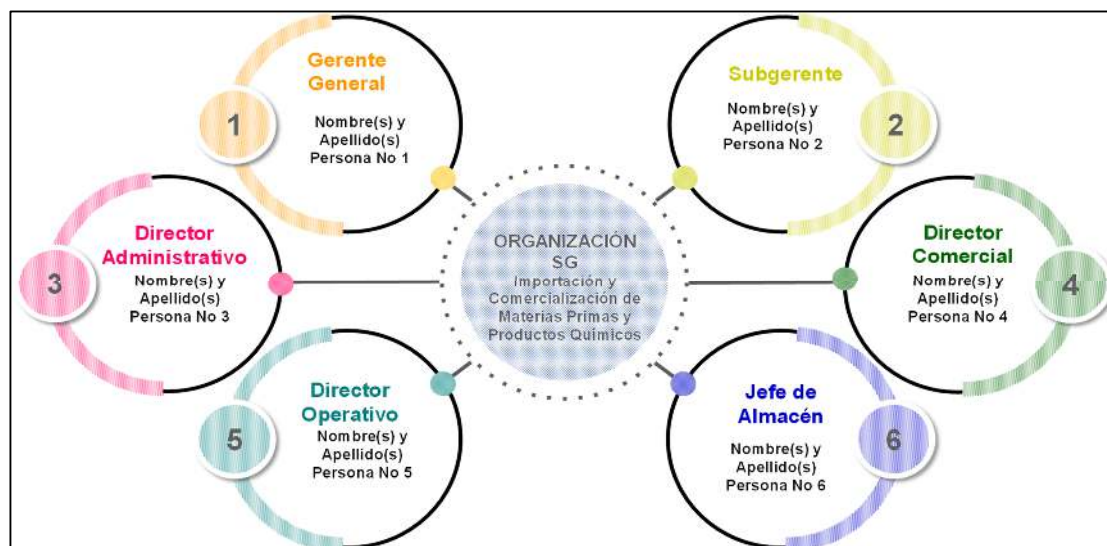 Gerente
General
Nombre(s) y
Apellido(s)
Persona No 1
1
Subgerente
Nombre(s) y
Apellido(s)
Persona No 2
2
Director
Administrativo
Nombre(s) y
Apellido(s)
Persona No 3
3
ORGANIZACIÓN
SG
Importación y
Comercialización de
Materias Primas y
Productos Químicos
Director
Comercial
Nombre(s) y
Apellido(s)
Persona No 4
4
Director
Operativo
Nombre(s) y
Apellido(s)
Persona No 5
5
Jefe de
Almacén
Nombre(s) y
Apellido(s)
Persona No 6
6